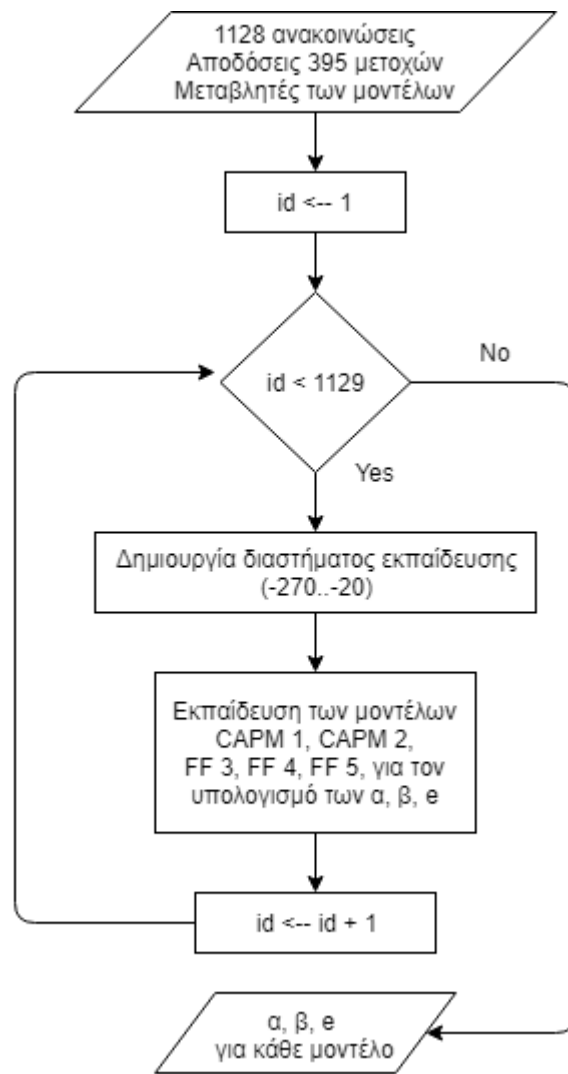 1128 ανακοινώσεις
Αποδόσεις 395 μετοχών
Μεταβλητές των μοντέλων
id <-- 1
id < 1129
No
Yes
Δημιουργία διαστήματος εκπαίδευσης
(-270..-20)
Εκπαίδευση των μοντέλων
CAPM 1, CAPM 2,
FF 3, FF 4, FF 5, για τον
υπολογισμό των α, β, e
id <-- id + 1
α, β, e
για κάθε μοντέλο